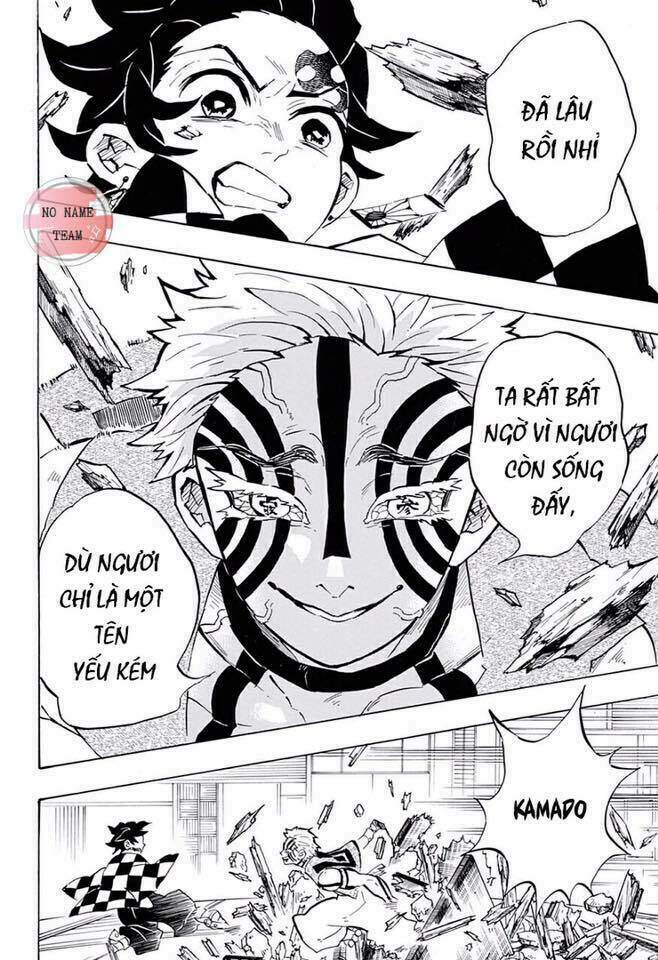 ĐÃ LÂU
RỒI NHỈ
NO NAME
TEAM
TA RẤT BẤT
NGỜ VÌ NGƯƠI
CÒN SỐNG
ĐẤY,
DÙ NGƯƠI
CHỈ LÀ MỘT
TÊN
YẾU KÉM
KAMADO